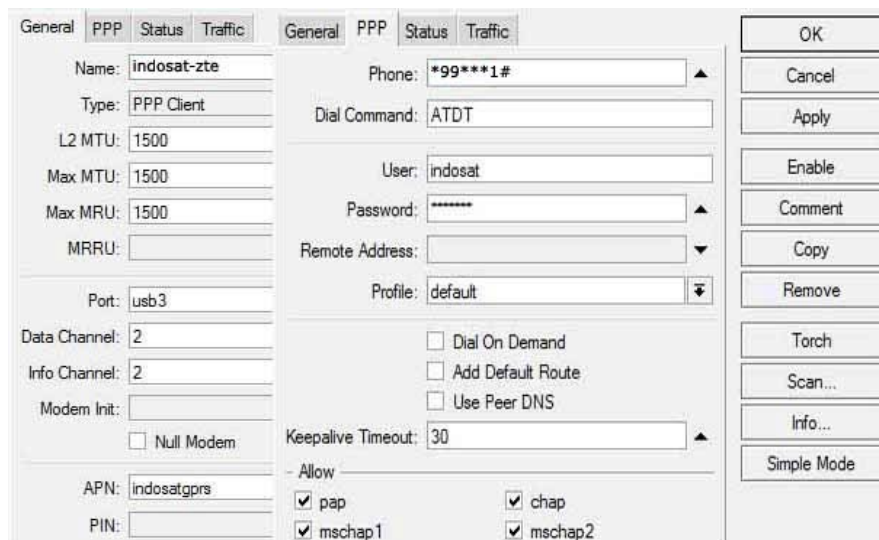 General PPP Status Traffic
Name: indosat-zte
Type: PPP Client
L2 MTU: 1500
Max MTU: 1500
Max MRU: 1500
MRRU:
Port: usb3
Data Channel: 2
Info Channel: 2
Modem Init:
Null Modem
APN: indosatgprs
PIN:
General PPP Status Traffic
Phone: *99***1#
Dial Command: ATDT
User: indosat
Password: *******
Remote Address:
Profile: default
Dial On Demand
Add Default Route
Use Peer DNS
Keepalive Timeout: 30
Allow
pap chap
mschap1 mschap2
OK
Cancel
Apply
Enable
Comment
Copy
Remove
Torch
Scan...
Info...
Simple Mode